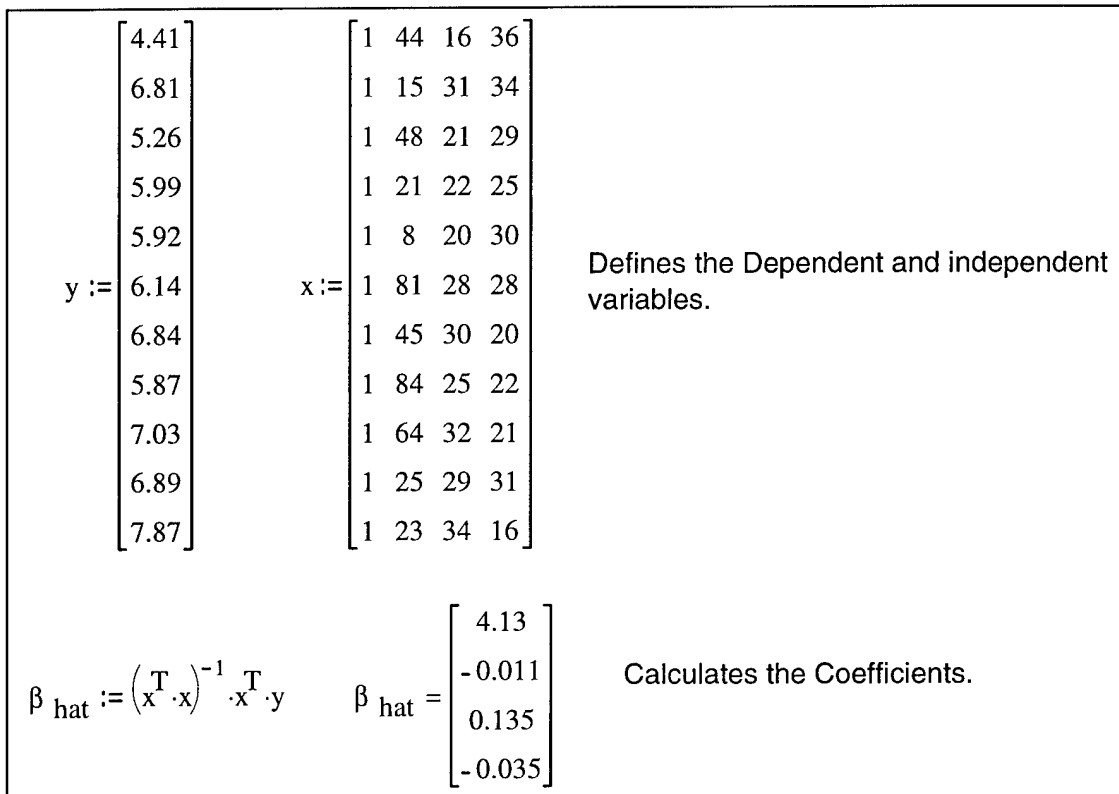 y := [4.41 6.81 5.26 5.99 5.92 6.14 6.84 5.87 7.03 6.89 7.87]
x := [1 44 16 36
1 15 31 34
1 48 21 29
1 21 22 25
1 8 20 30
1 81 28 28
1 45 30 20
1 84 25 22
1 64 32 21
1 25 29 31
1 23 34 16]
Defines the Dependent and independent
variables.
β hat := (x^T·x)^-1 ·x^T·y
β hat = [4.13 -0.011 0.135 -0.035]
Calculates the Coefficients.